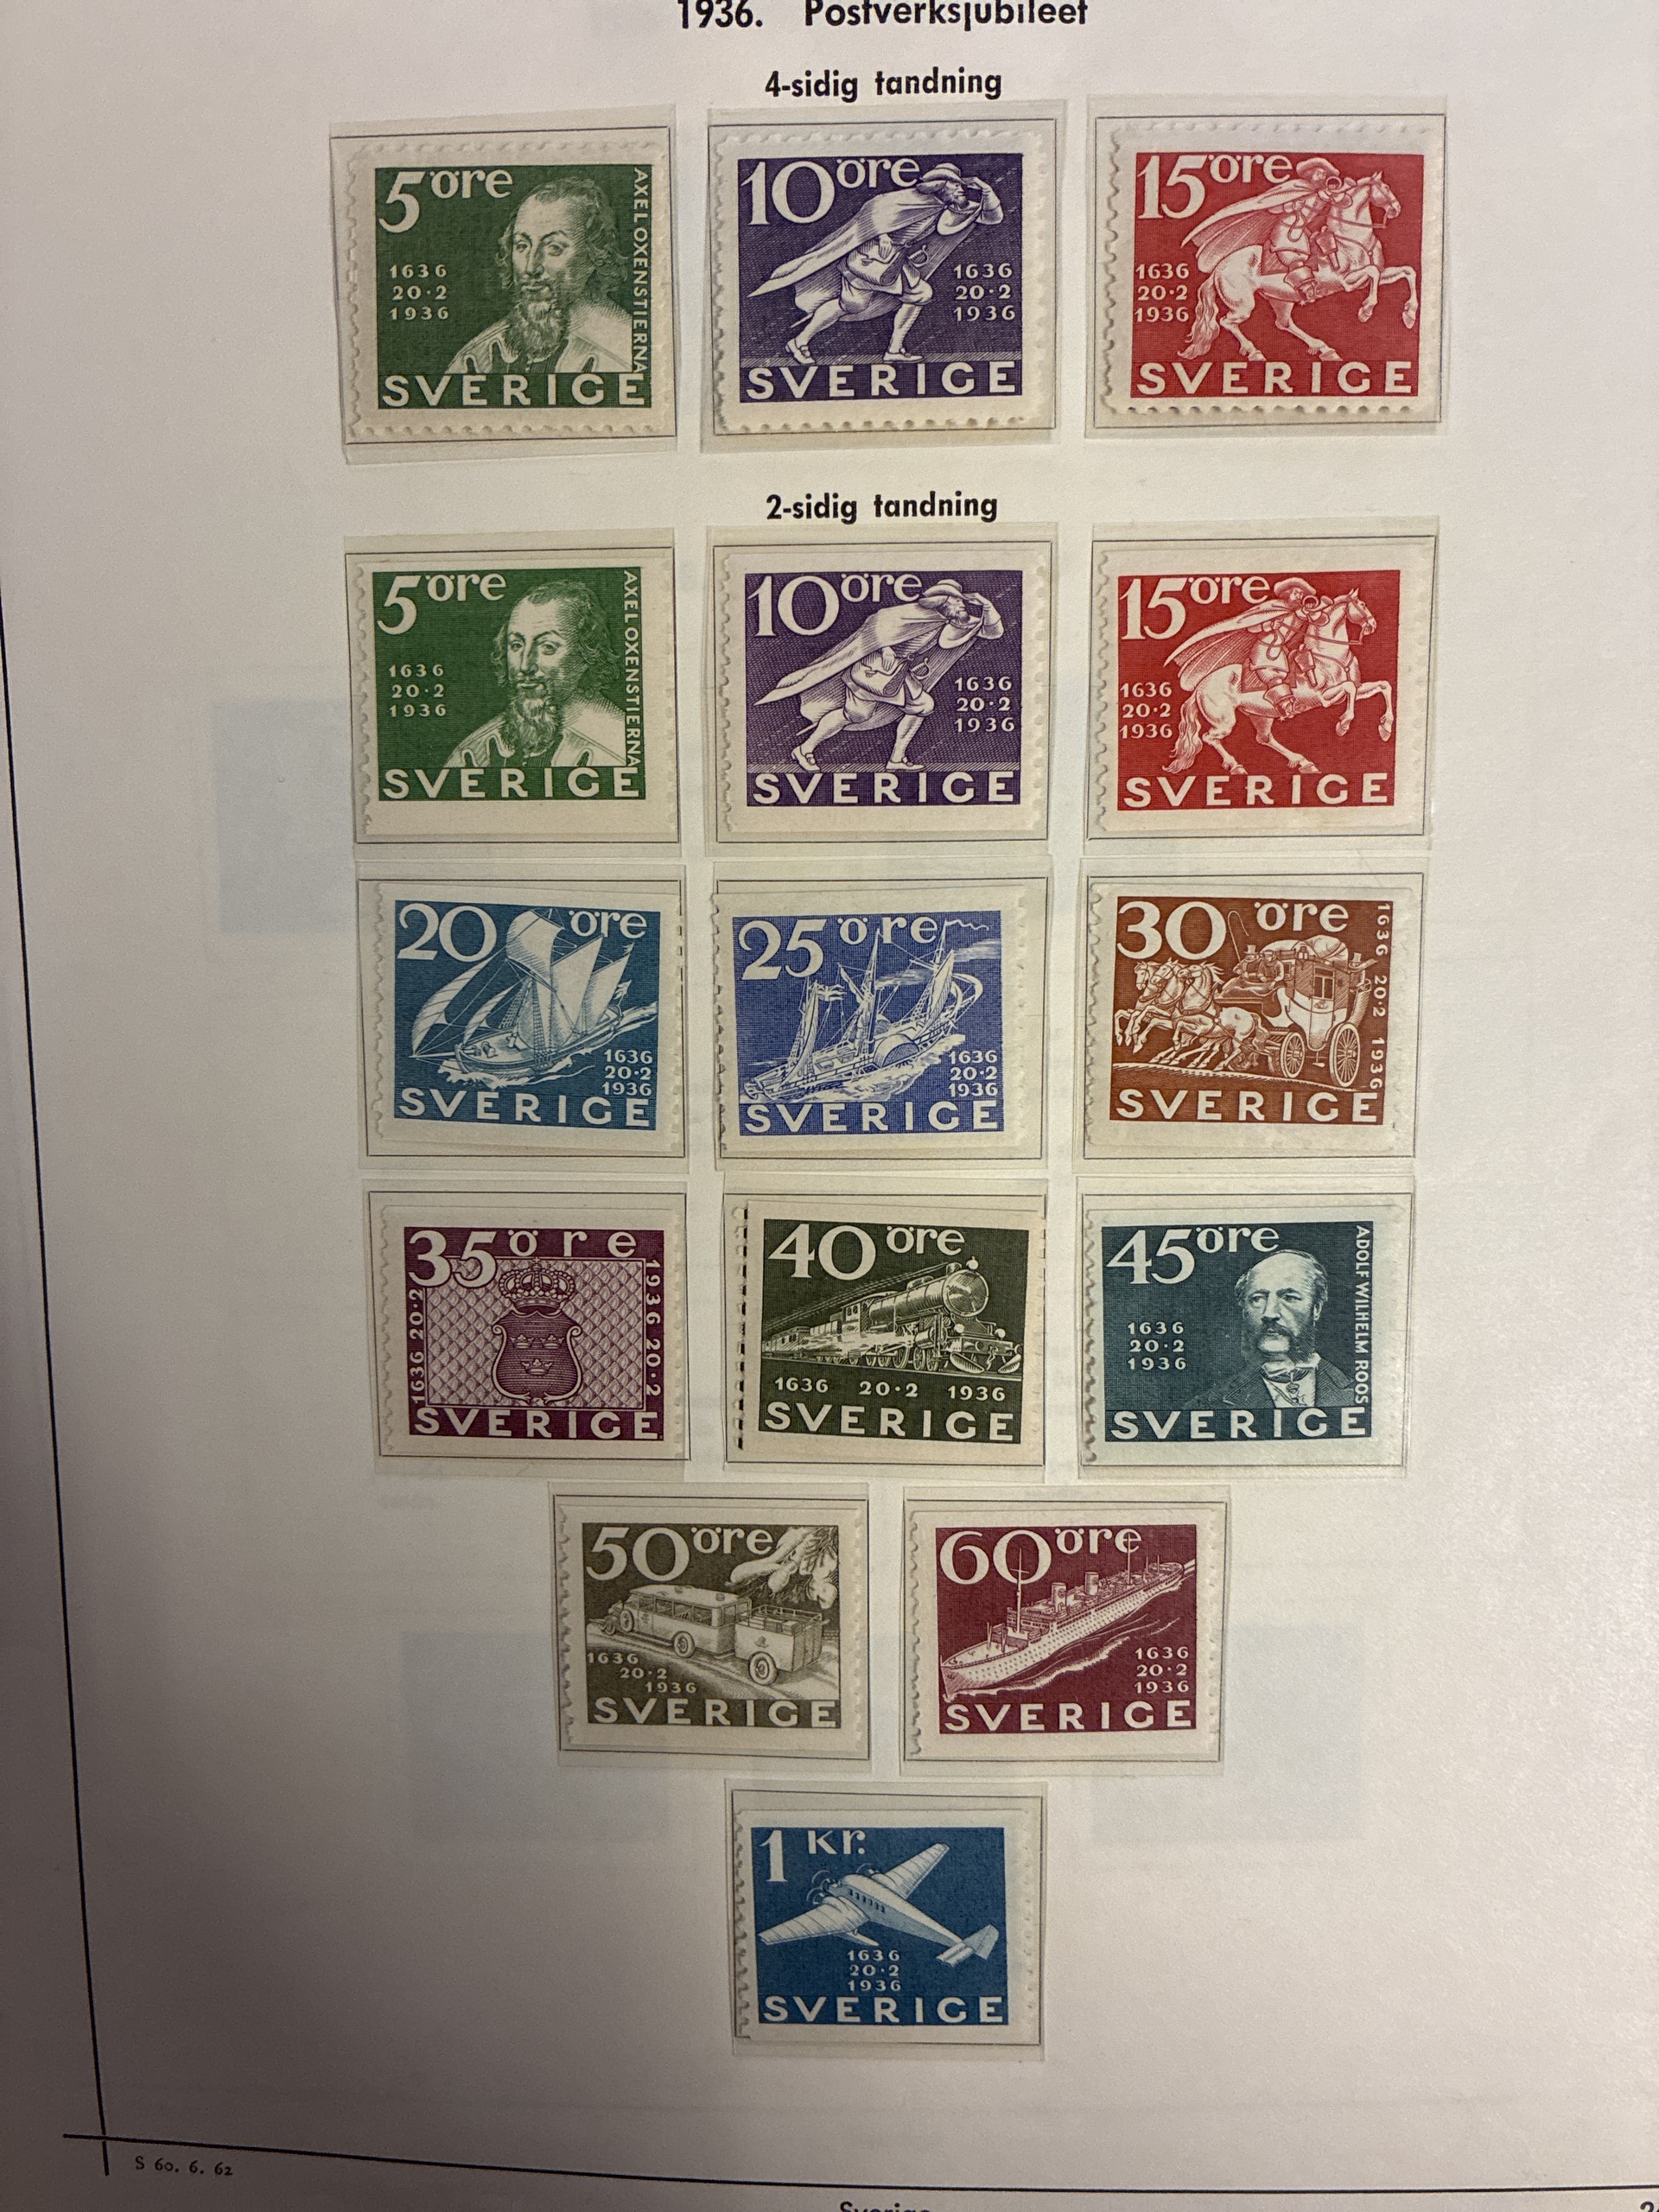 1936. Postverksjubileet
4-sidig tandning
5 öre
AXEL OXENSTIERNA
1636
20·2
1936
SVERIGE
10 öre
1636
20·2
1936
SVERIGE
15 öre
1636
20·2
1936
SVERIGE
2-sidig tandning
5 öre
AXEL OXENSTIERNA
1636
20·2
1936
SVERIGE
10 öre
1636
20·2
1936
SVERIGE
15 öre
1636
20·2
1936
SVERIGE
20 öre
1636
20·2
1936
SVERIGE
25 öre
1636
20·2
1936
SVERIGE
30 öre
1636 20·2 1936
SVERIGE
35 öre
1636 20·2
1936 20·2
SVERIGE
40 öre
1636 20·2 1936
SVERIGE
45 öre
ADOLF WILHELM ROOS
1636
20·2
1936
SVERIGE
50 öre
1636
20·2
1936
SVERIGE
60 öre
1636
20·2
1936
SVERIGE
1 Kr.
1636
20·2
1936
SVERIGE
S 60. 6. 62
Sverige